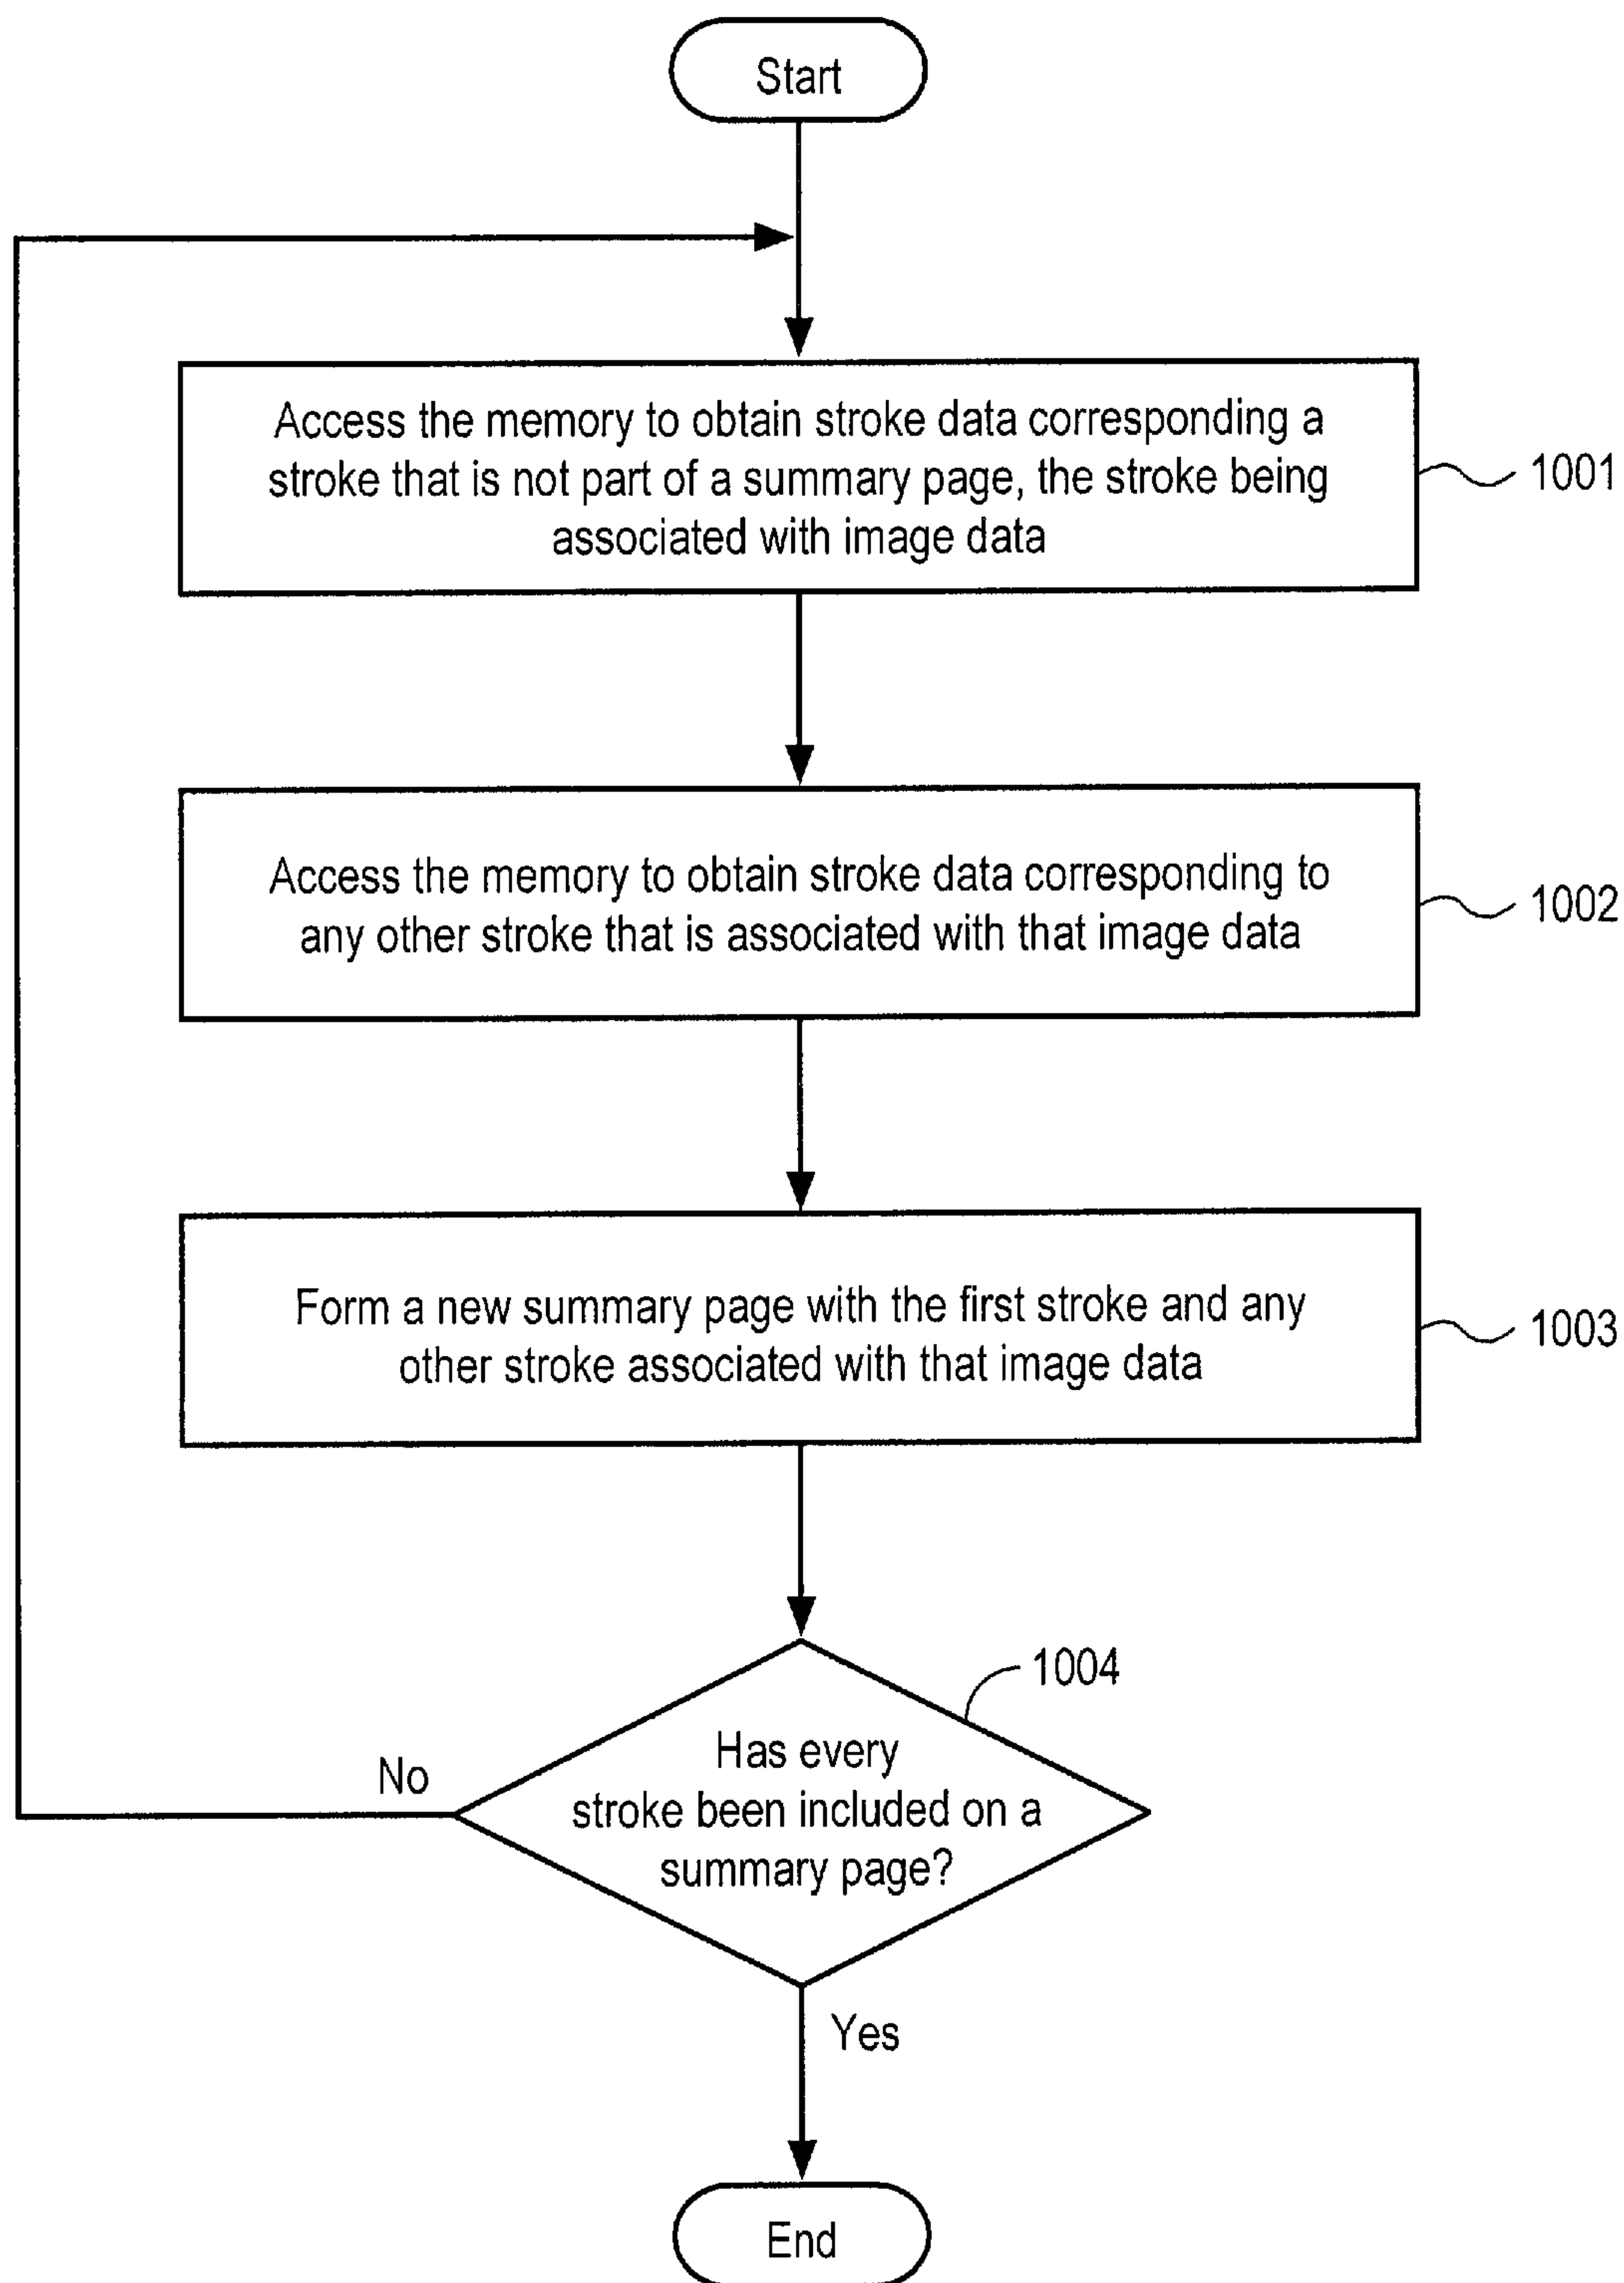 Start
Access the memory to obtain stroke data corresponding a
stroke that is not part of a summary page, the stroke being
associated with image data
1001
Access the memory to obtain stroke data corresponding to
any other stroke that is associated with that image data
1002
Form a new summary page with the first stroke and any
other stroke associated with that image data
1003
1004
Has every
stroke been included on a
summary page?
No
Yes
End